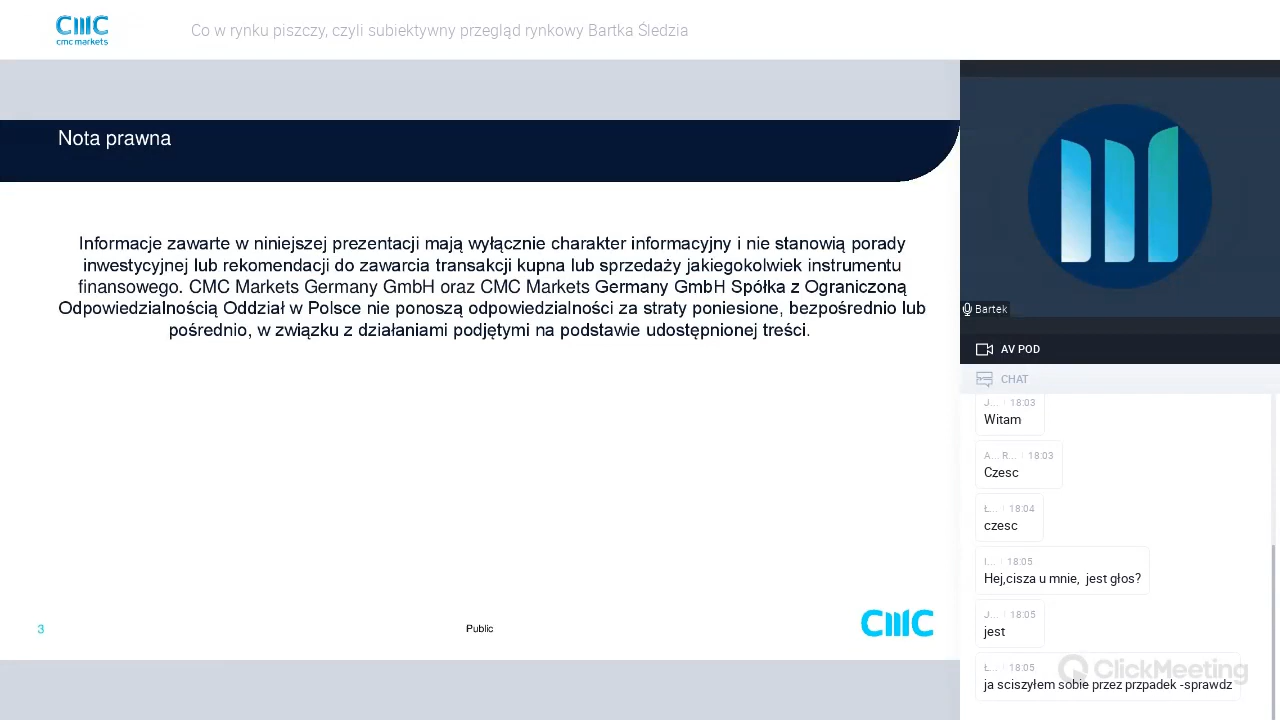 CMC
cmc markets
Co w rynku piszczy, czyli subiektywny przegląd rynkowy Bartka Śledzia
Nota prawna
Informacje zawarte w niniejszej prezentacji mają wyłącznie charakter informacyjny i nie stanowią porady
inwestycyjnej lub rekomendacji do zawarcia transakcji kupna lub sprzedaży jakiegokolwiek instrumentu
finansowego. CMC Markets Germany GmbH oraz CMC Markets Germany GmbH Spółka z Ograniczoną
Odpowiedzialnością Oddział w Polsce nie ponoszą odpowiedzialności za straty poniesione, bezpośrednio lub
pośrednio, w związku z działaniami podjętymi na podstawie udostępnionej treści.
3
Public
CMC
Bartek
AV POD
CHAT
J... 18:03
Witam
A... R... 18:03
Czesc
Ł... 18:04
czesc
I... 18:05
Hej,cisza u mnie, jest głos?
J... 18:05
jest
Ł... 18:05
ja sciszyłem sobie przez przpadek -sprawdz
ClickMeeting